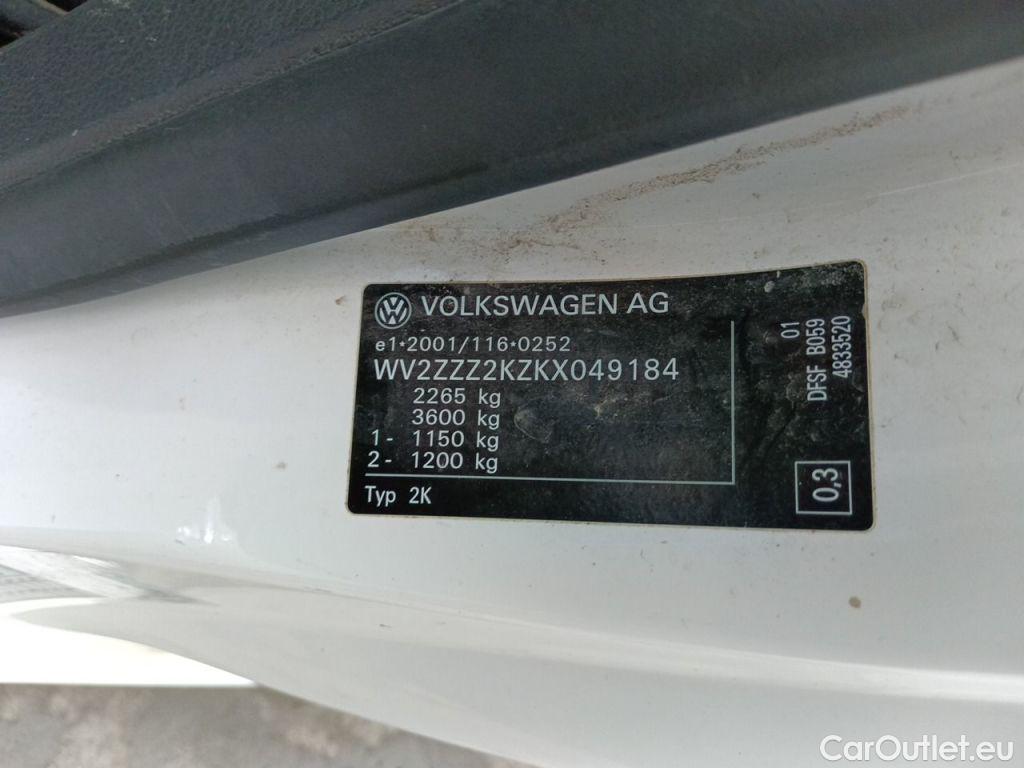 VOLKSWAGEN AG
e1*2001/116*0252
WV2ZZZ2KZKX049184
2265 kg
3600 kg
1- 1150 kg
2- 1200 kg
Typ 2K
01
DFSF B059
4833520
0,3
CarOutlet.eu